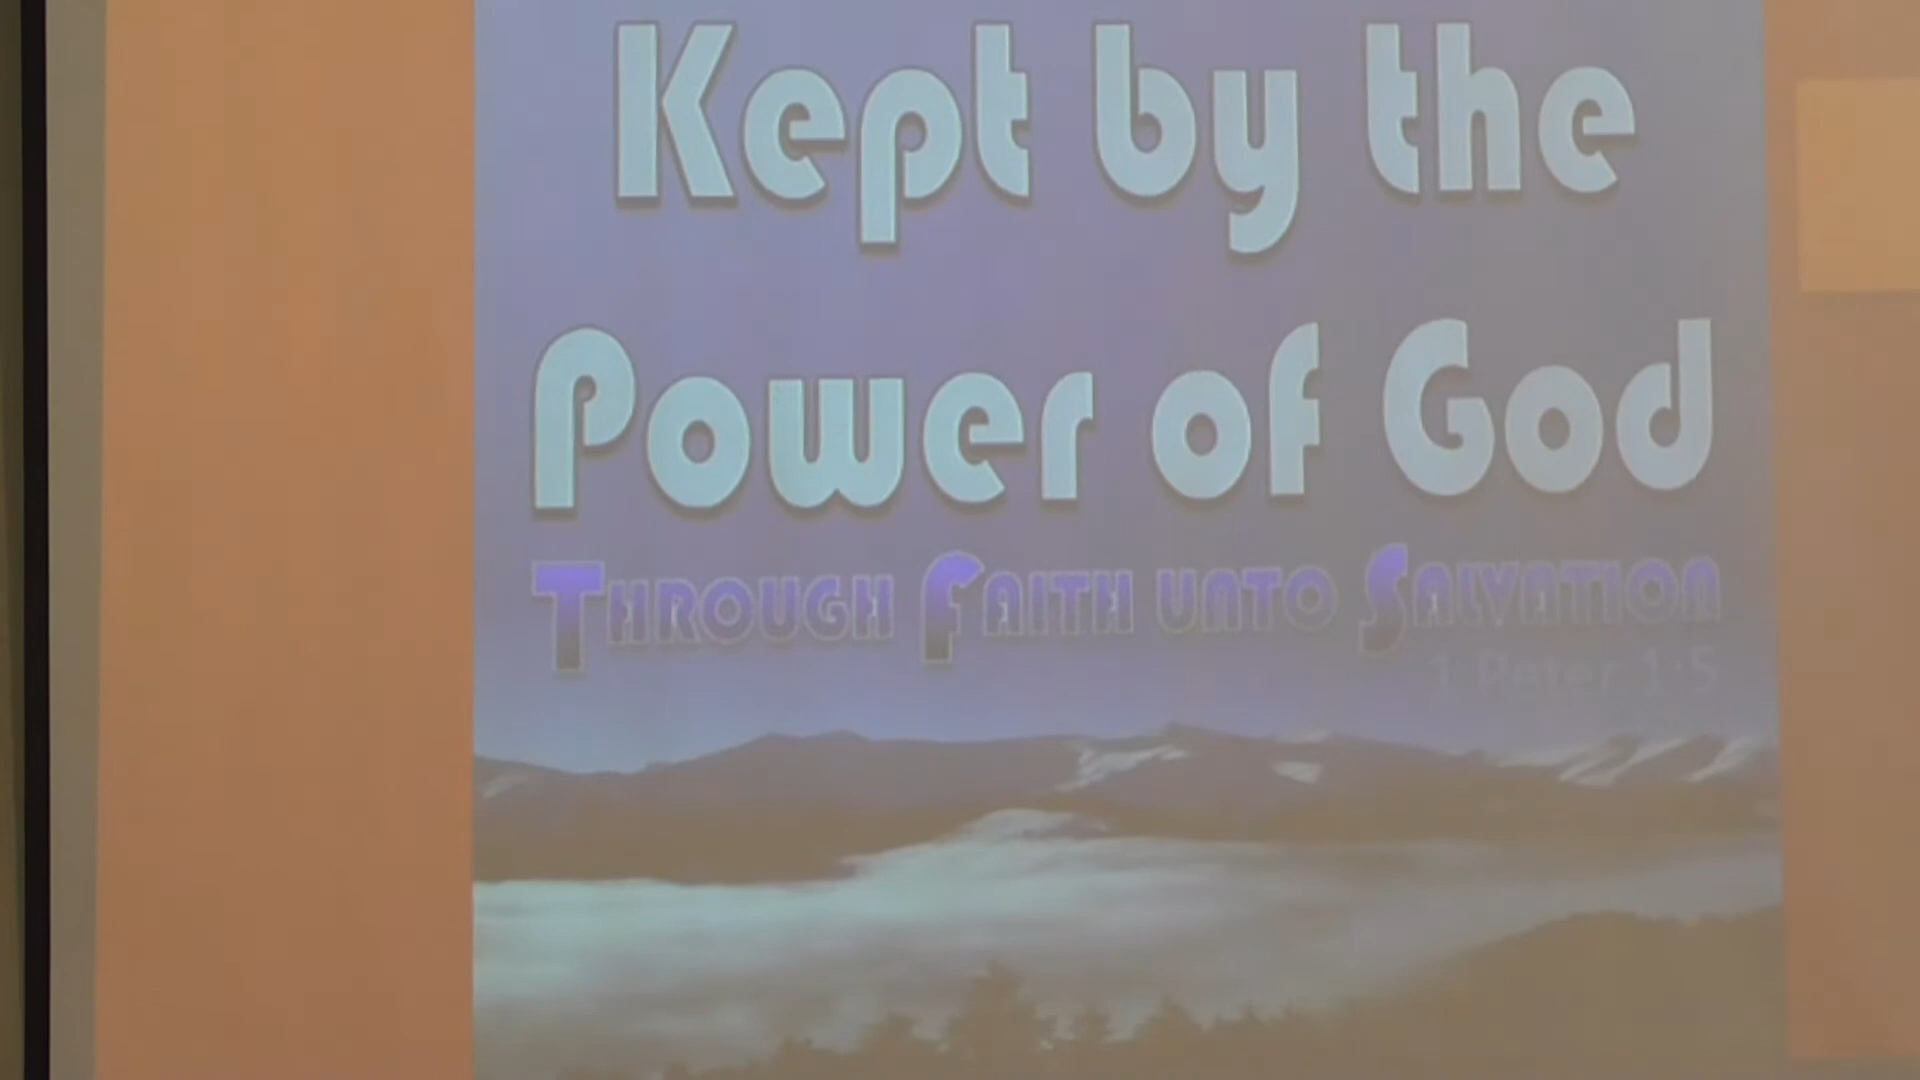 Kept by the
Power of God
THROUGH FAITH UNTO SALVATION
1 Peter 1:5